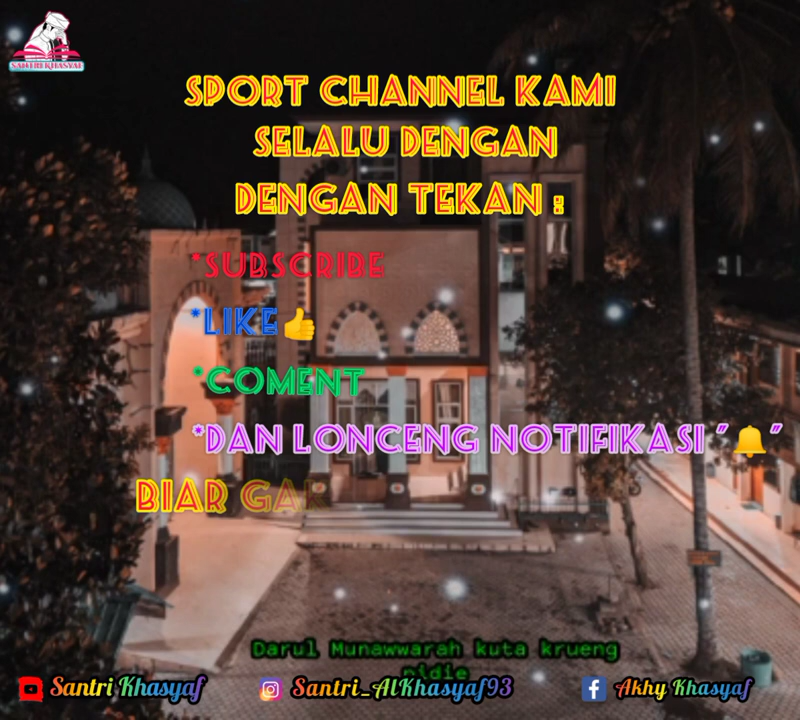 SANTRI KHASYAF
SPORT CHANNEL KAMI
SELALU DENGAN
DENGAN TEKAN :
*SUBSCRIBE
*LIKE👍
*COMENT
*DAN LONCENG NOTIFIKASI "🔔"
BIAR GAK
Darul Munawwarah kuta krueng
pidie
Santri Khasyaf
Santri_AlKhasyaf93
Akhy Khasyaf